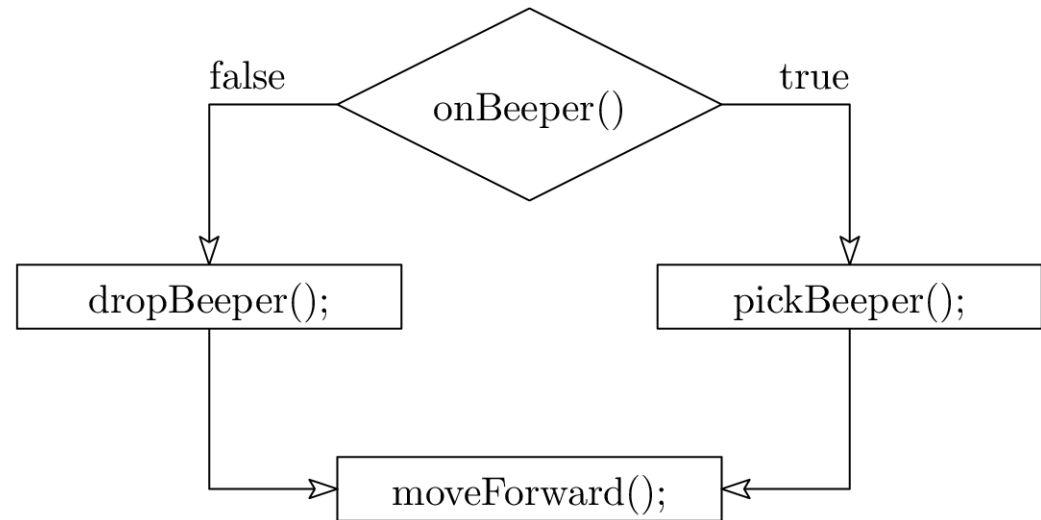 false
true
onBeeper()
dropBeeper();
pickBeeper();
moveForward();